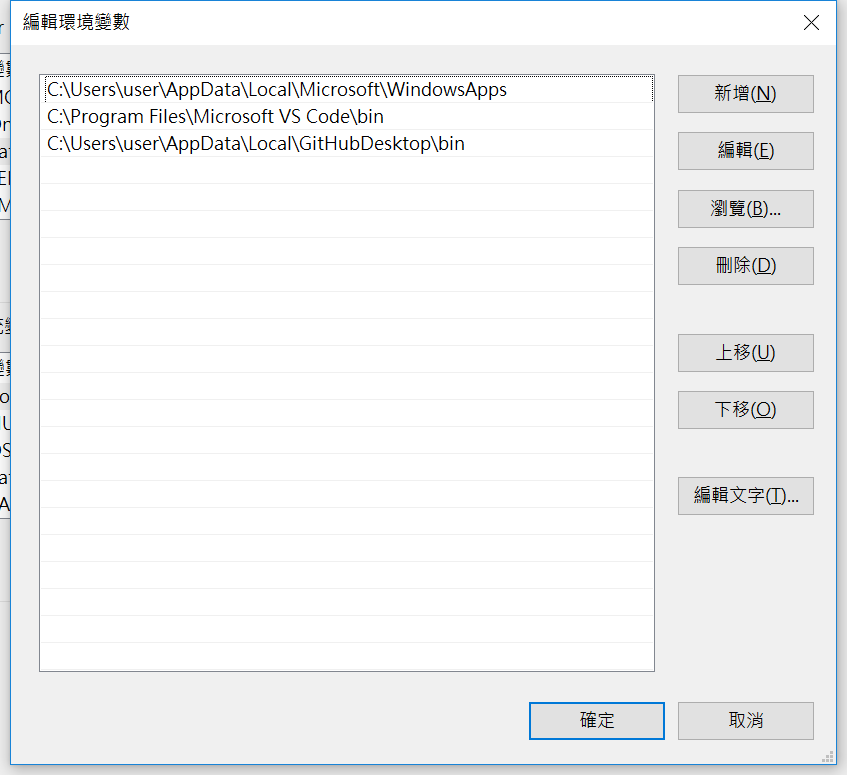 編輯環境變數
C:\Users\user\AppData\Local\Microsoft\WindowsApps
C:\Program Files\Microsoft VS Code\bin
C:\Users\user\AppData\Local\GitHubDesktop\bin
新增(N)
編輯(E)
瀏覽(B)...
刪除(D)
上移(U)
下移(O)
編輯文字(T)...
確定
取消